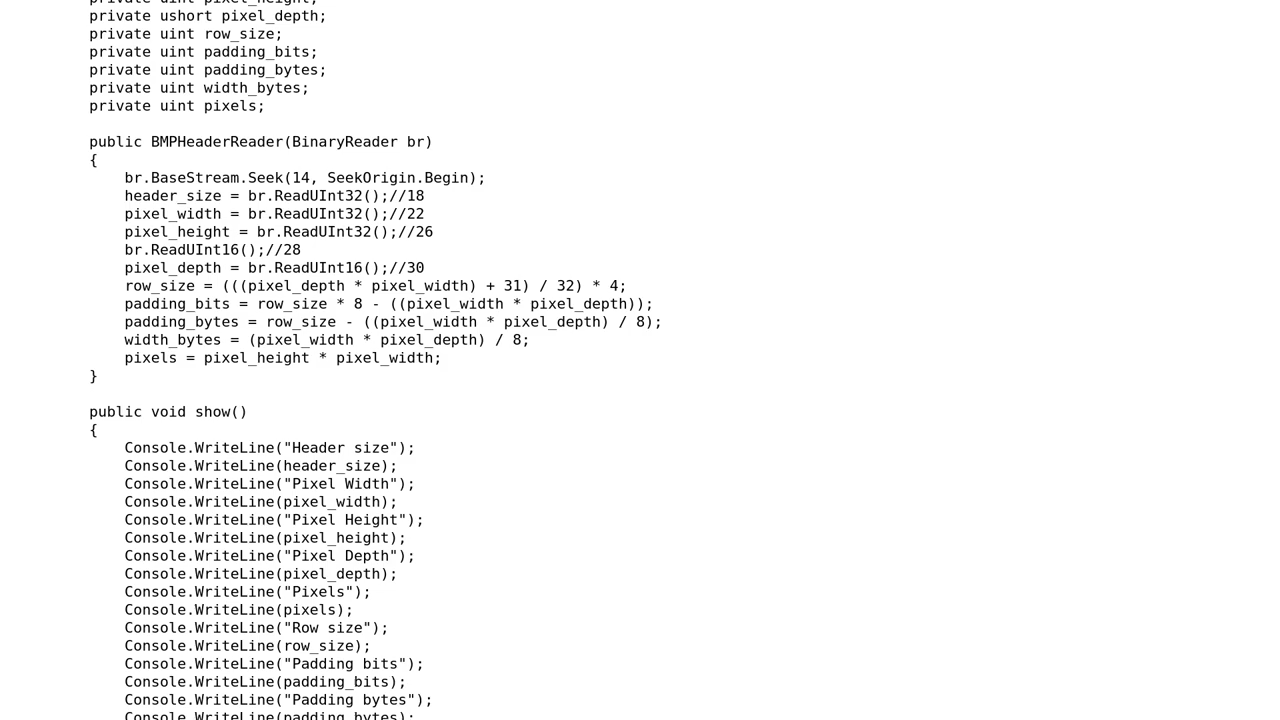 private uint pixel_height;
private ushort pixel_depth;
private uint row_size;
private uint padding_bits;
private uint padding_bytes;
private uint width_bytes;
private uint pixels;

public BMPHeaderReader(BinaryReader br)
{
    br.BaseStream.Seek(14, SeekOrigin.Begin);
    header_size = br.ReadUInt32();//18
    pixel_width = br.ReadUInt32();//22
    pixel_height = br.ReadUInt32();//26
    br.ReadUInt16();//28
    pixel_depth = br.ReadUInt16();//30
    row_size = (((pixel_depth * pixel_width) + 31) / 32) * 4;
    padding_bits = row_size * 8 - ((pixel_width * pixel_depth));
    padding_bytes = row_size - ((pixel_width * pixel_depth) / 8);
    width_bytes = (pixel_width * pixel_depth) / 8;
    pixels = pixel_height * pixel_width;
}

public void show()
{
    Console.WriteLine("Header size");
    Console.WriteLine(header_size);
    Console.WriteLine("Pixel Width");
    Console.WriteLine(pixel_width);
    Console.WriteLine("Pixel Height");
    Console.WriteLine(pixel_height);
    Console.WriteLine("Pixel Depth");
    Console.WriteLine(pixel_depth);
    Console.WriteLine("Pixels");
    Console.WriteLine(pixels);
    Console.WriteLine("Row size");
    Console.WriteLine(row_size);
    Console.WriteLine("Padding bits");
    Console.WriteLine(padding_bits);
    Console.WriteLine("Padding bytes");
    Console.WriteLine(padding_bytes);